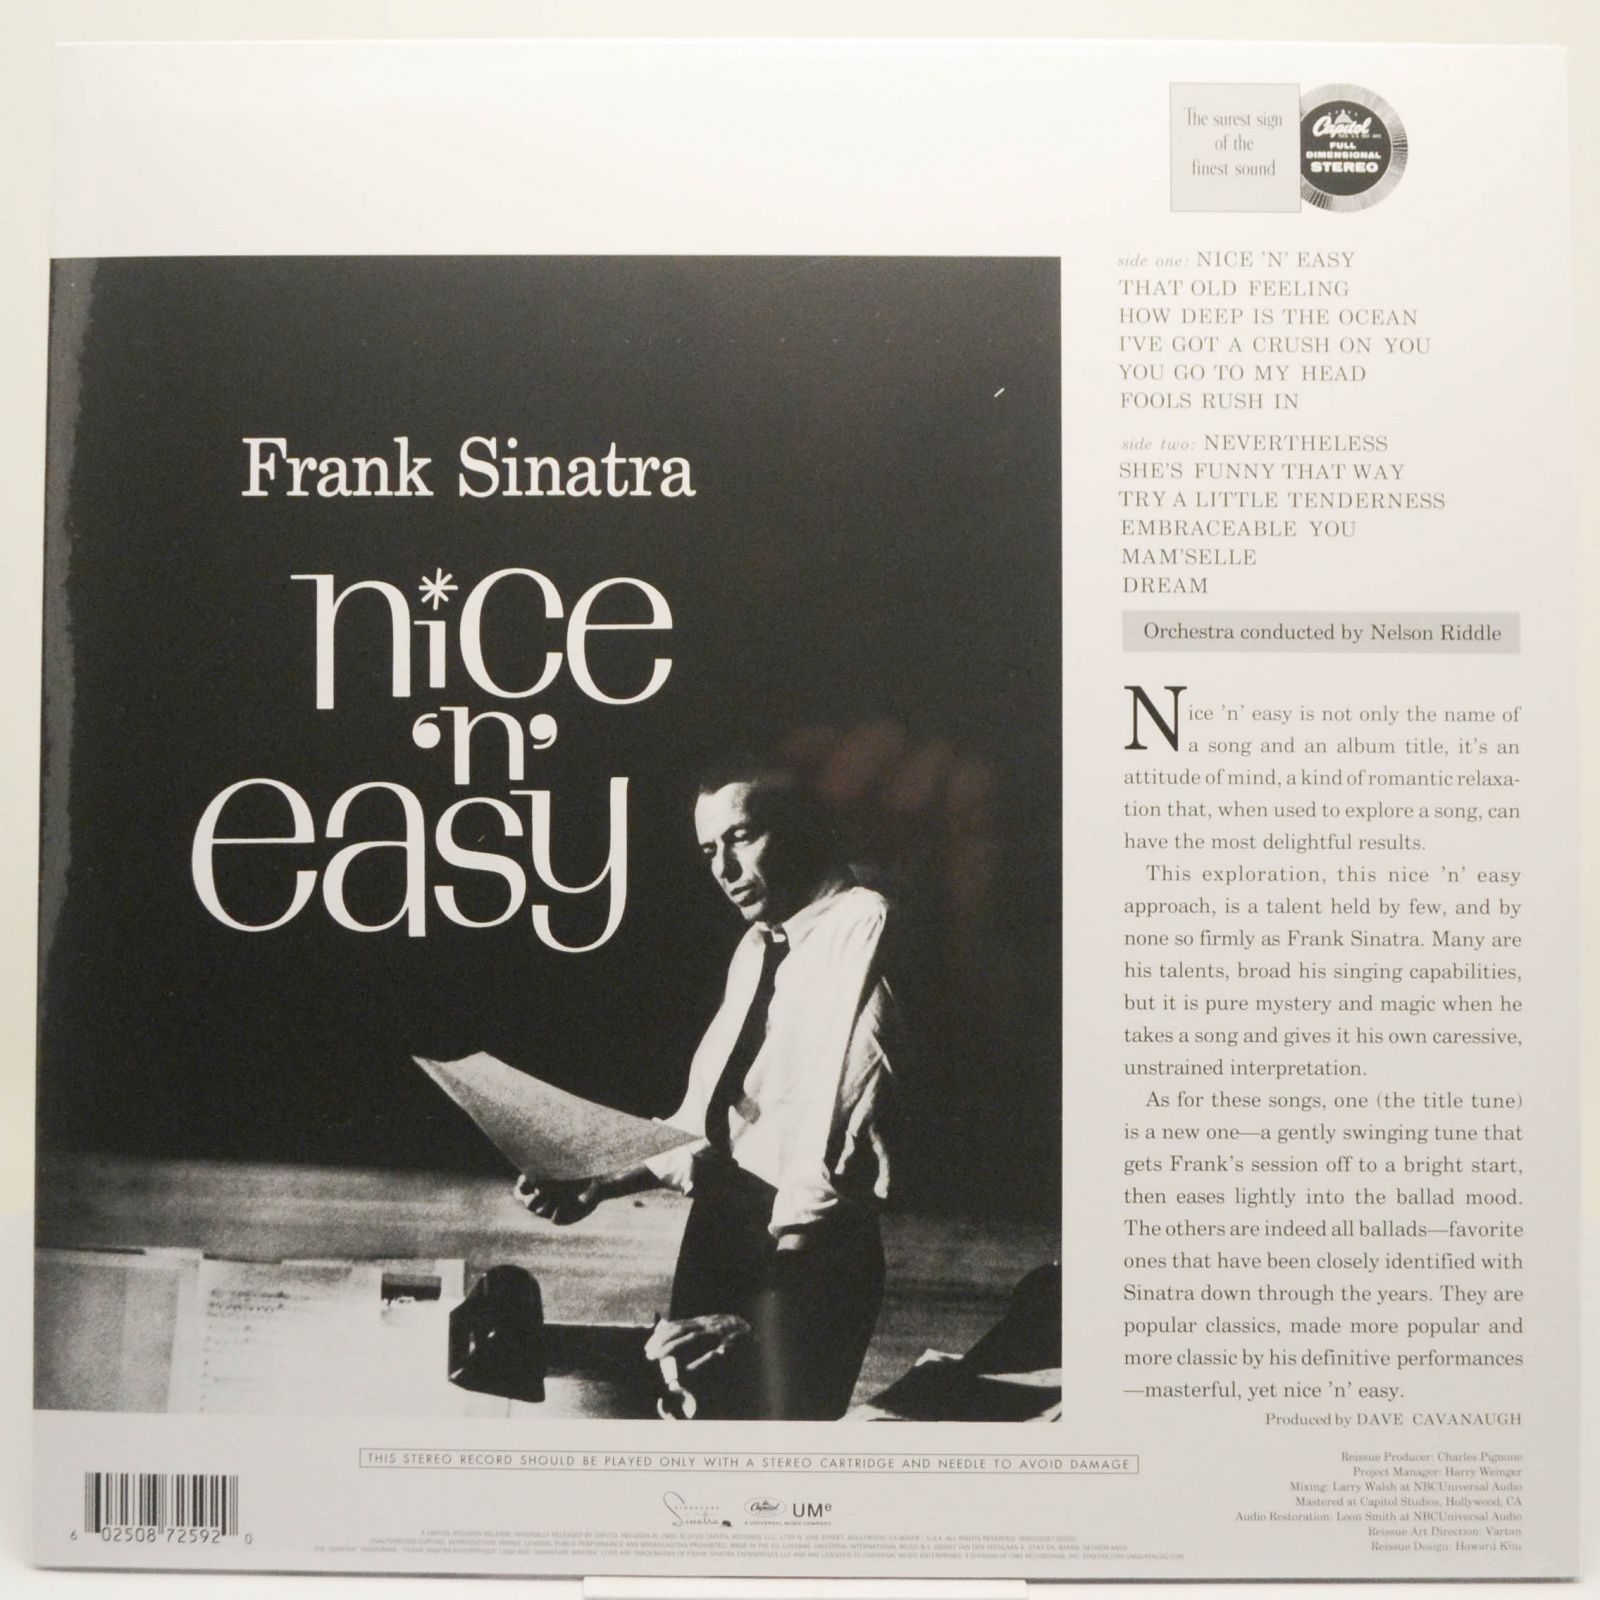 The surest sign
of the
finest sound
Capitol
FULL
DIMENSIONAL
STEREO
side one: NICE 'N' EASY
THAT OLD FEELING
HOW DEEP IS THE OCEAN
I'VE GOT A CRUSH ON YOU
YOU GO TO MY HEAD
FOOLS RUSH IN
side two: NEVERTHELESS
SHE'S FUNNY THAT WAY
TRY A LITTLE TENDERNESS
EMBRACEABLE YOU
MAM'SELLE
DREAM
Orchestra conducted by Nelson Riddle
Frank Sinatra
nice
'n'
easy
Nice 'n' easy is not only the name of
a song and an album title, it's an
attitude of mind, a kind of romantic relaxa-
tion that, when used to explore a song, can
have the most delightful results.
This exploration, this nice 'n' easy
approach, is a talent held by few, and by
none so firmly as Frank Sinatra. Many are
his talents, broad his singing capabilities,
but it is pure mystery and magic when he
takes a song and gives it his own caressive,
unstrained interpretation.
As for these songs, one (the title tune)
is a new one—a gently swinging tune that
gets Frank's session off to a bright start,
then eases lightly into the ballad mood.
The others are indeed all ballads—favorite
ones that have been closely identified with
Sinatra down through the years. They are
popular classics, made more popular and
more classic by his definitive performances
—masterful, yet nice 'n' easy.
Produced by DAVE CAVANAUGH
THIS STEREO RECORD SHOULD BE PLAYED ONLY WITH A STEREO CARTRIDGE AND NEEDLE TO AVOID DAMAGE
Reissue Producer: Charles Pignone
Project Manager: Harry Weinger
Mixing: Larry Walsh at NBCUniversal Audio
Mastered at Capitol Studios, Hollywood, CA
Audio Restoration: Leon Smith at NBCUniversal Audio
Reissue Art Direction: Vartan
Reissue Design: Howard Kim
6 02508 72592 0
SIGNATURE
Sinatra
Capitol
UMe
A UNIVERSAL MUSIC COMPANY